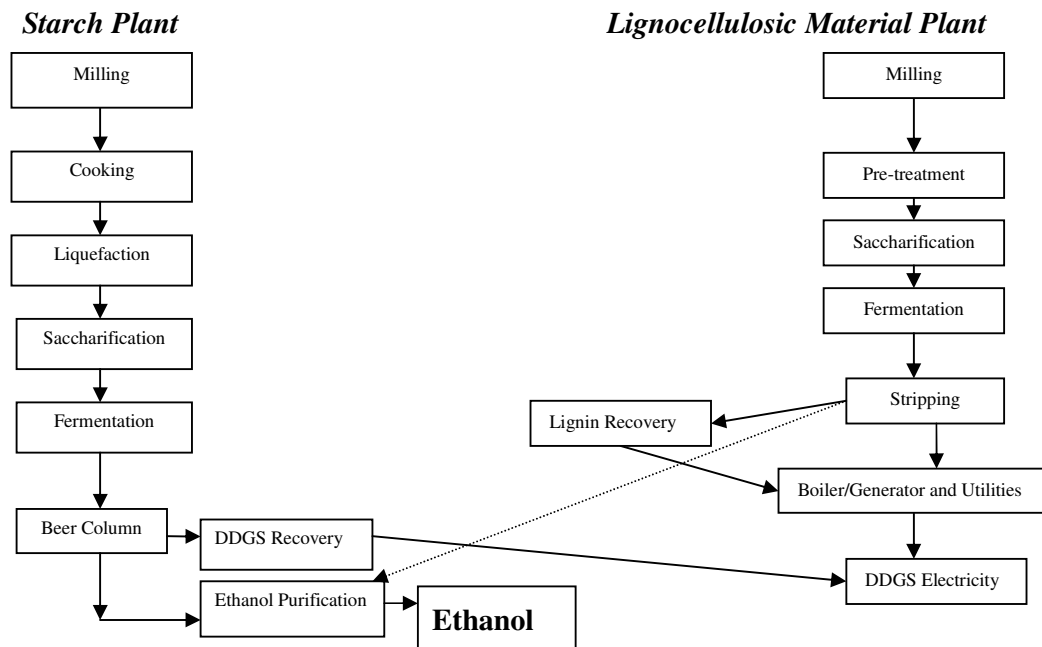 Starch Plant
Lignocellulosic Material Plant
Milling
Cooking
Liquefaction
Saccharification
Fermentation
Beer Column
DDGS Recovery
Ethanol Purification
Ethanol
Milling
Pre-treatment
Saccharification
Fermentation
Stripping
Lignin Recovery
Boiler/Generator and Utilities
DDGS Electricity